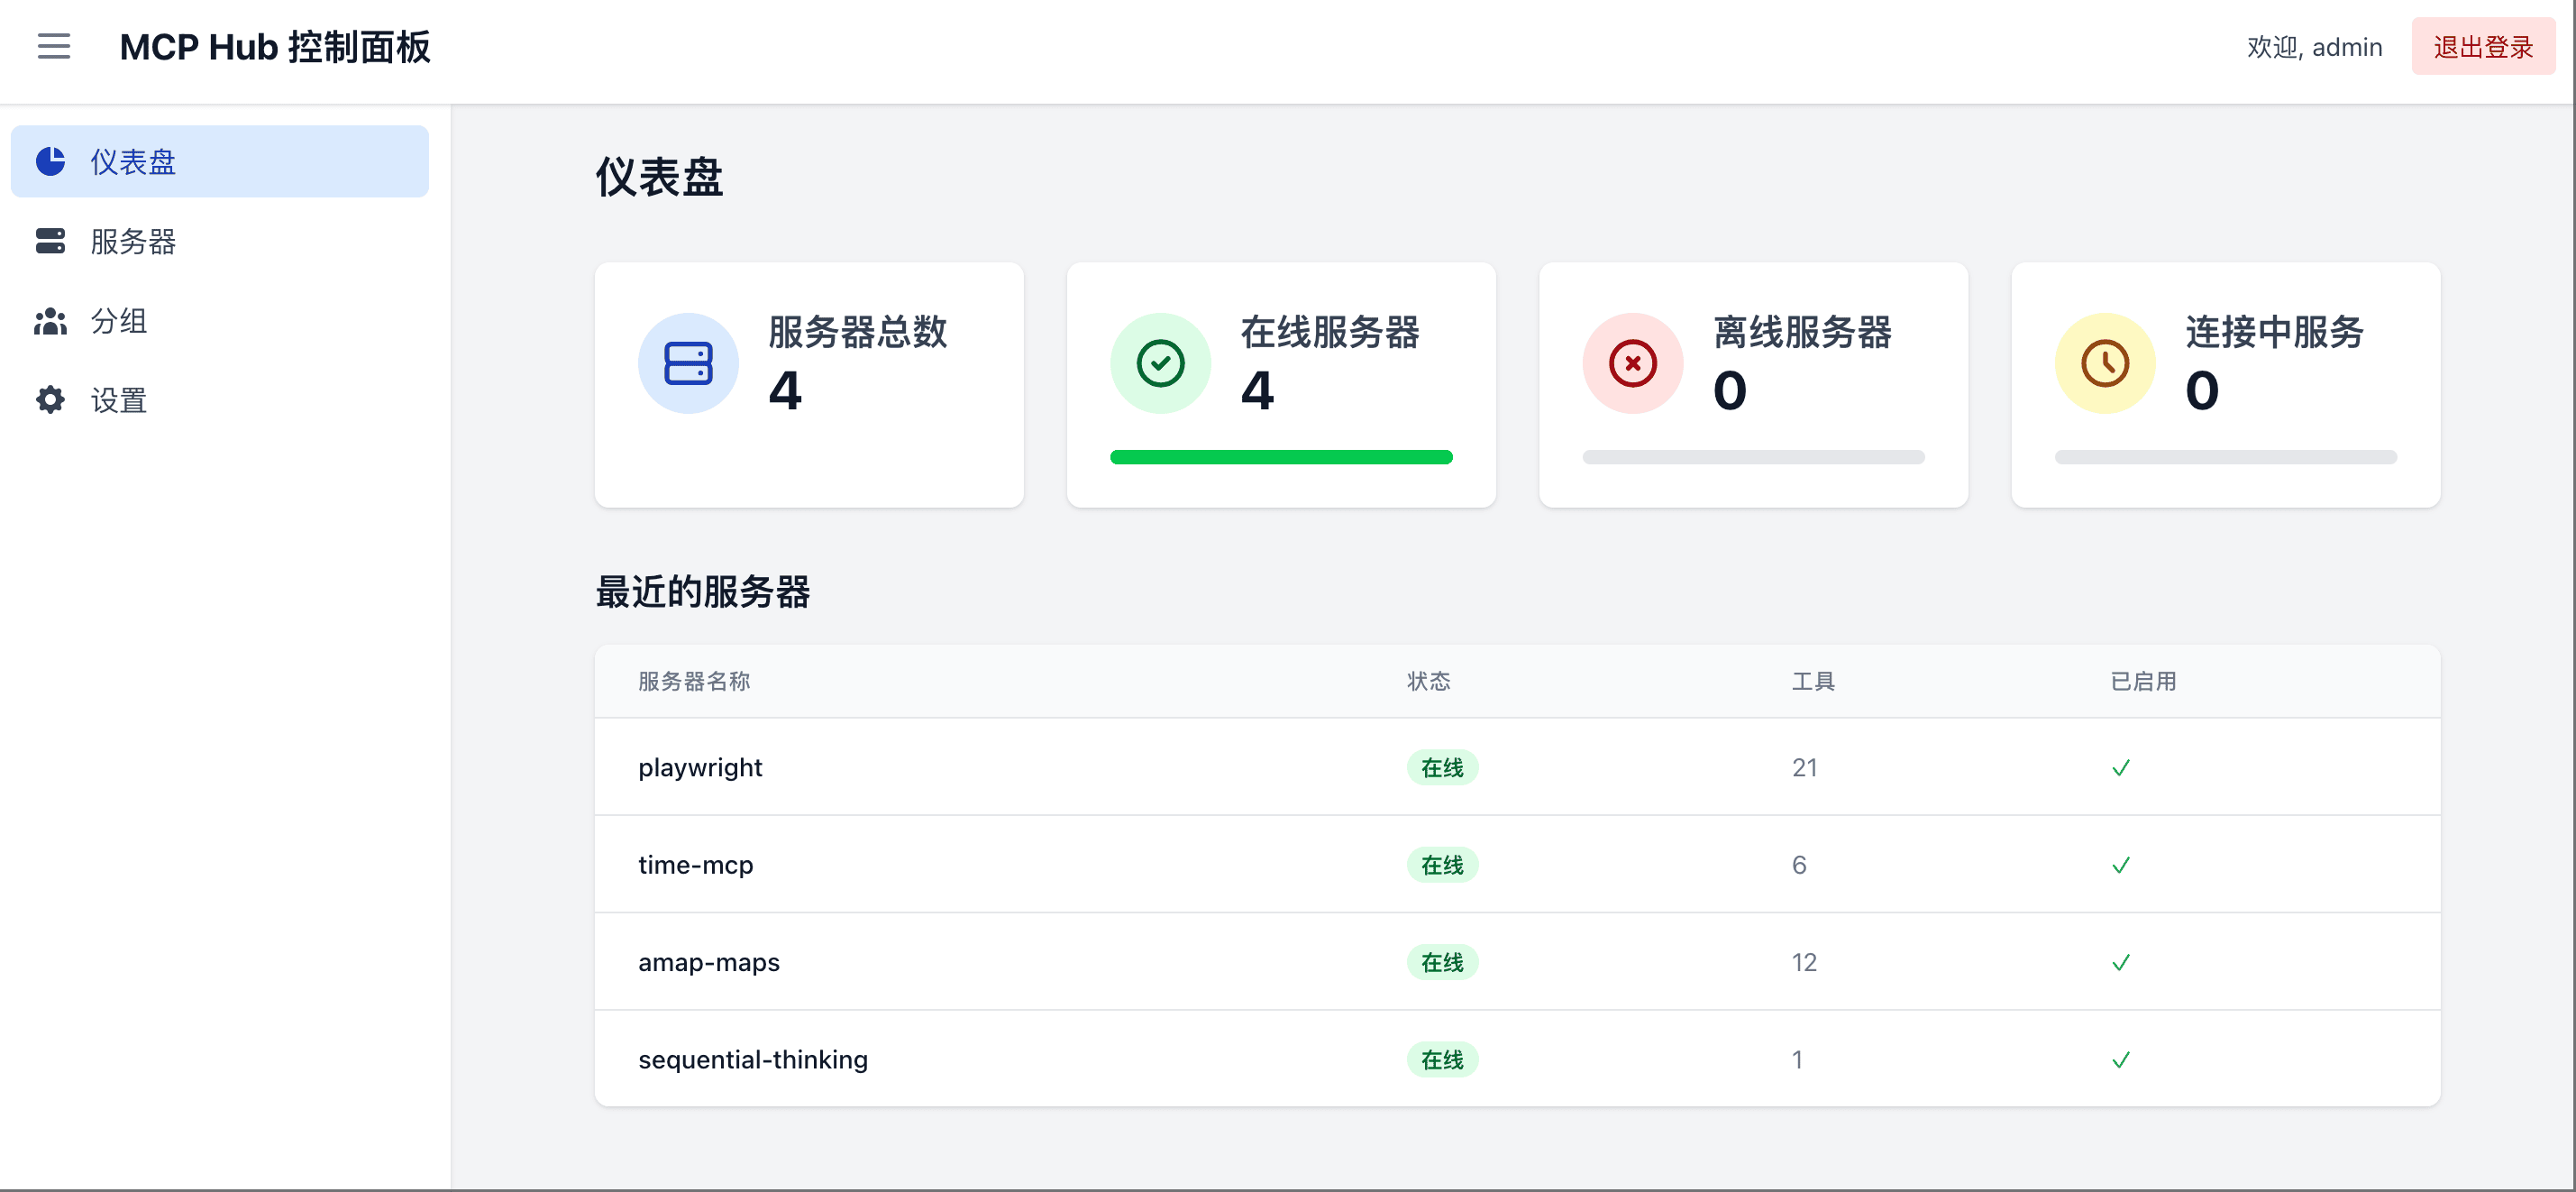 MCP Hub 控制面板
欢迎, admin
退出登录
仪表盘
服务器
分组
设置
仪表盘
服务器总数
4
在线服务器
4
离线服务器
0
连接中服务
0
最近的服务器
服务器名称 状态 工具 已启用
playwright 在线 21 ✓
time-mcp 在线 6 ✓
amap-maps 在线 12 ✓
sequential-thinking 在线 1 ✓